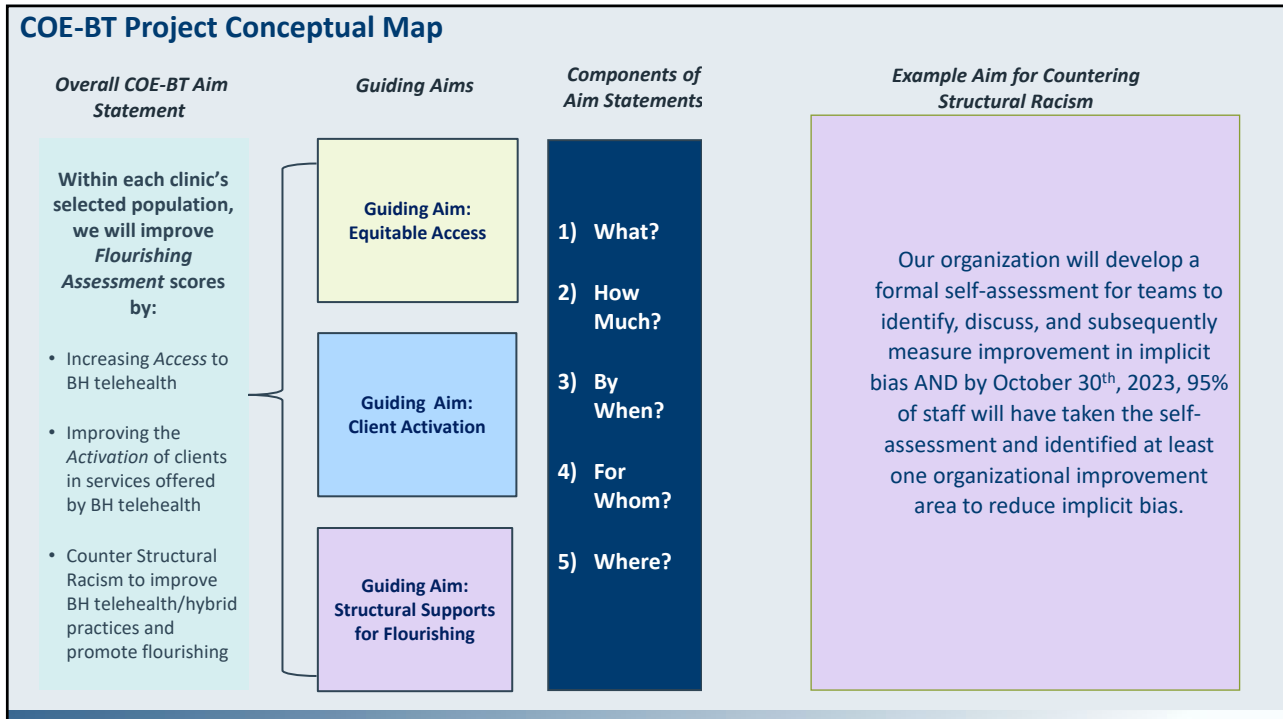 COE-BT Project Conceptual Map
Overall COE-BT Aim
Statement
Within each clinic's
selected population,
we will improve
Flourishing
Assessment scores
by:
• Increasing Access to
BH telehealth
• Improving the
Activation of clients
in services offered
by BH telehealth
• Counter Structural
Racism to improve
BH telehealth/hybrid
practices and
promote flourishing
Guiding Aims
Guiding Aim:
Equitable Access
Guiding Aim:
Client Activation
Guiding Aim:
Structural Supports
for Flourishing
Components of
Aim Statements
1) What?
2) How
Much?
3) By
When?
4) For
Whom?
5) Where?
Example Aim for Countering
Structural Racism
Our organization will develop a
formal self-assessment for teams to
identify, discuss, and subsequently
measure improvement in implicit
bias AND by October 30th, 2023, 95%
of staff will have taken the self-
assessment and identified at least
one organizational improvement
area to reduce implicit bias.